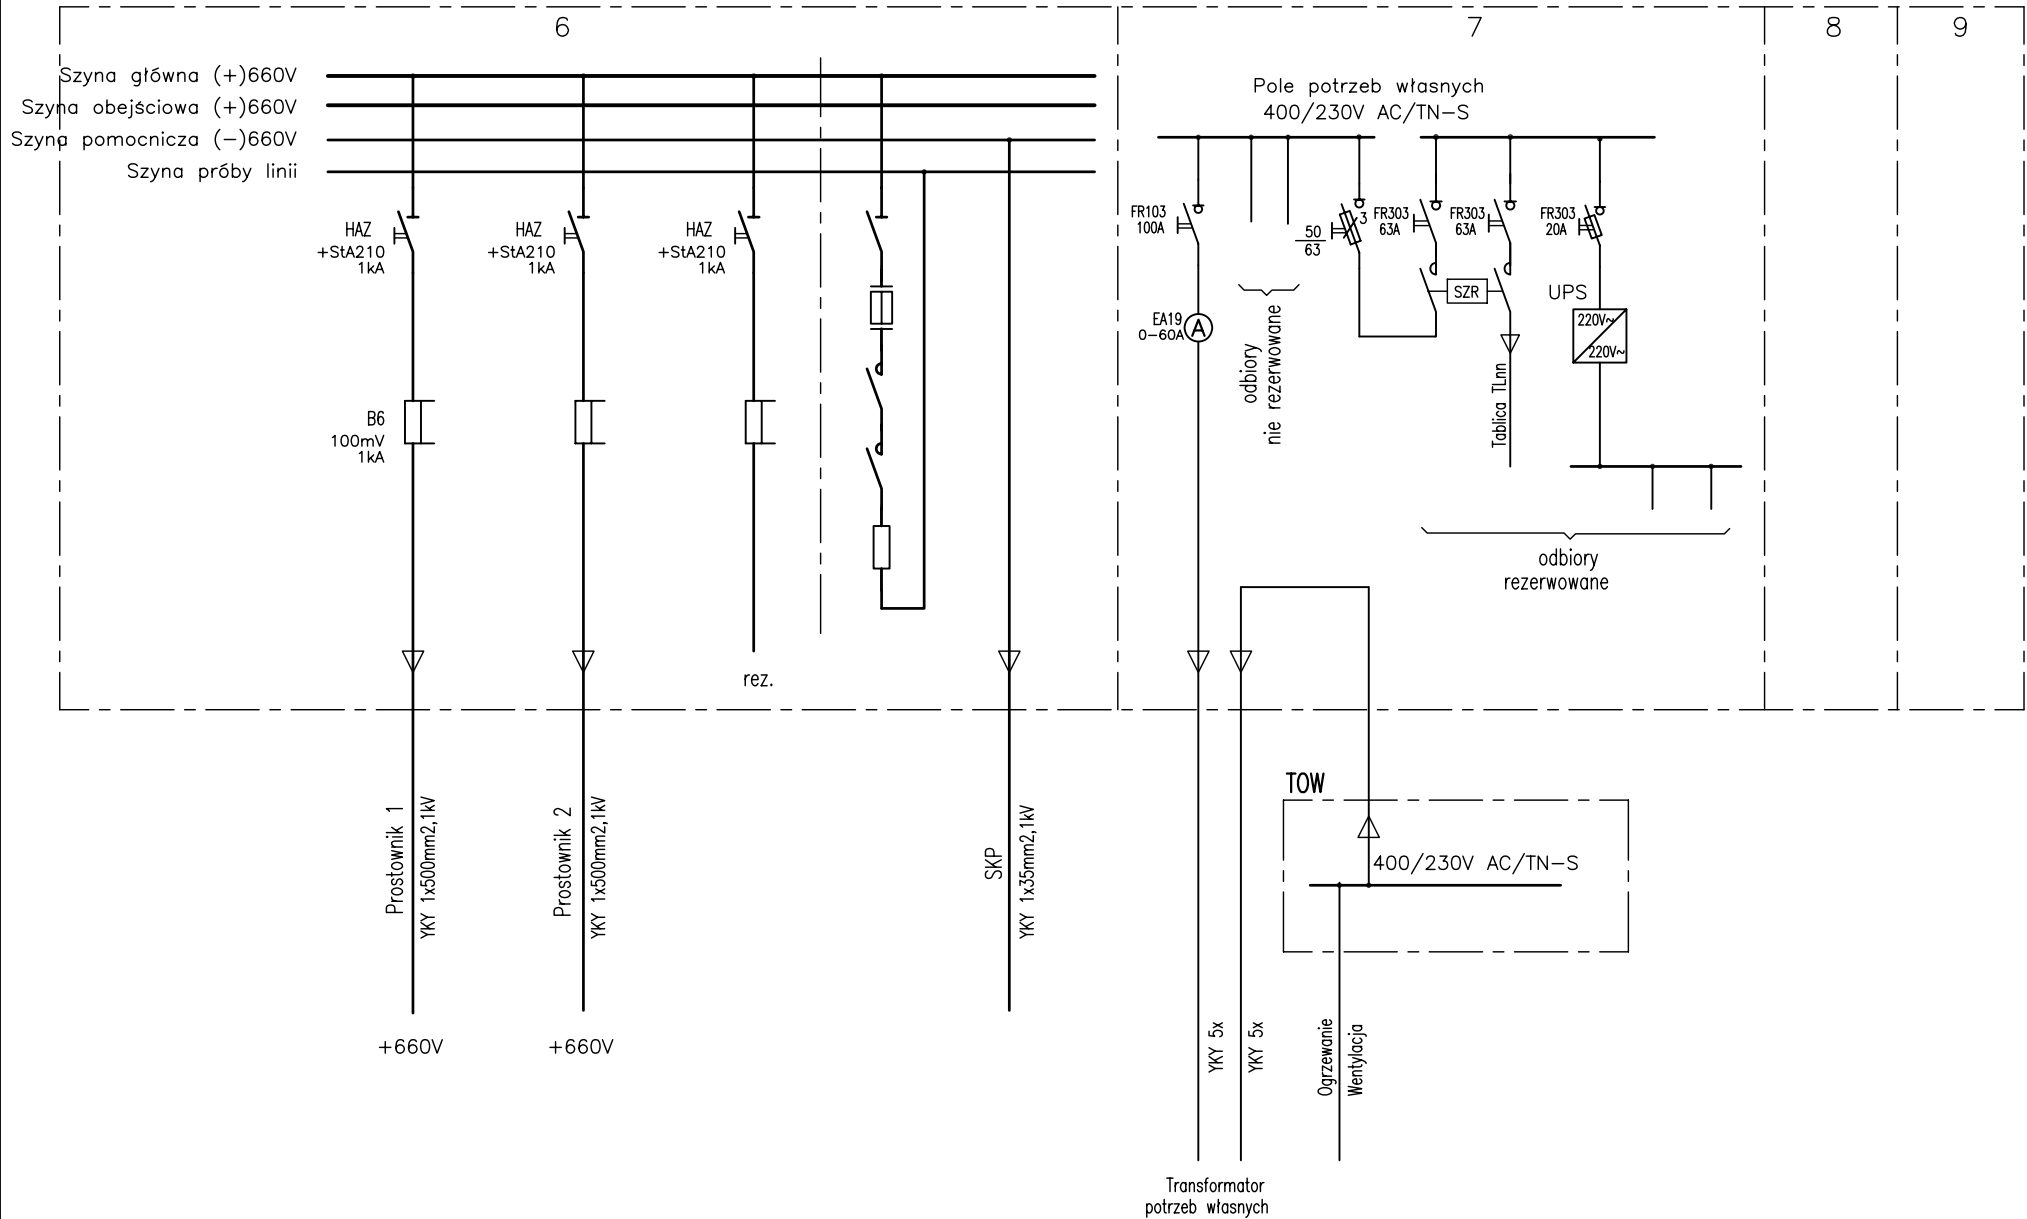 6
7
8
9
Szyna główna (+)660V
Szyna obejściowa (+)660V
Szyna pomocnicza (-)660V
Szyna próby linii
HAZ
+StA210
1kA
HAZ
+StA210
1kA
HAZ
+StA210
1kA
B6
100mV
1kA
rez.
Prostownik 1
YKY 1x500mm2,1kV
+660V
Prostownik 2
YKY 1x500mm2,1kV
+660V
SKP
YKY 1x35mm2,1kV
Pole potrzeb własnych
400/230V AC/TN-S
FR103
100A
EA19
0-60A
A
odbiory
nie rezerwowane
50
63
3
FR303
63A
FR303
63A
SZR
Tablica TLnn
FR303
20A
UPS
220V~
220V~
odbiory
rezerwowane
TOW
400/230V AC/TN-S
YKY 5x
YKY 5x
Ogrzewanie
Wentylacja
Transformator
potrzeb własnych